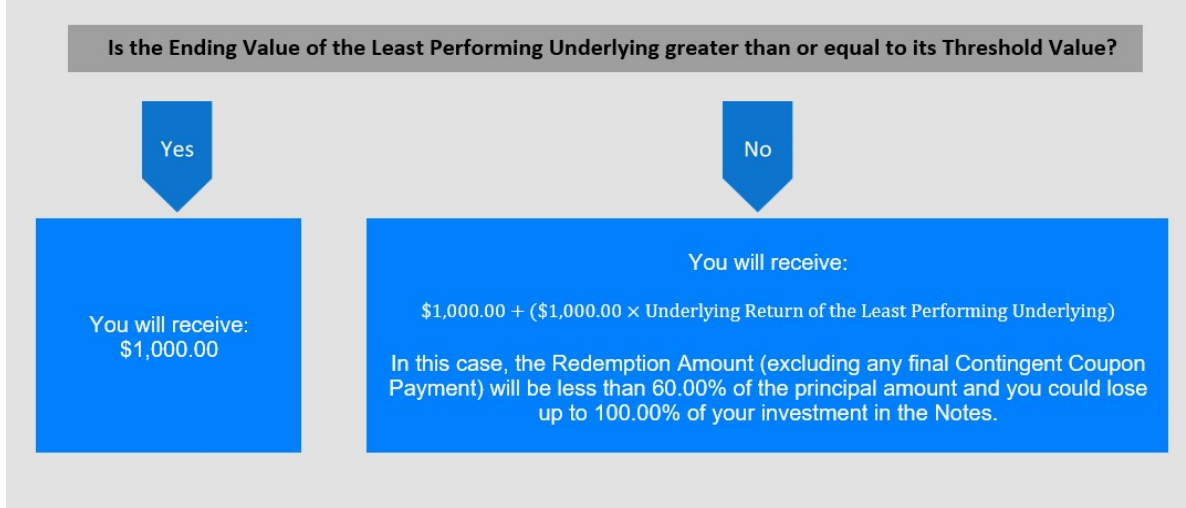 Is the Ending Value of the Least Performing Underlying greater than or equal to its Threshold Value?
Yes
No
You will receive:
$1,000.00
You will receive:
$1,000.00 + ($1,000.00 × Underlying Return of the Least Performing Underlying)
In this case, the Redemption Amount (excluding any final Contingent Coupon
Payment) will be less than 60.00% of the principal amount and you could lose
up to 100.00% of your investment in the Notes.